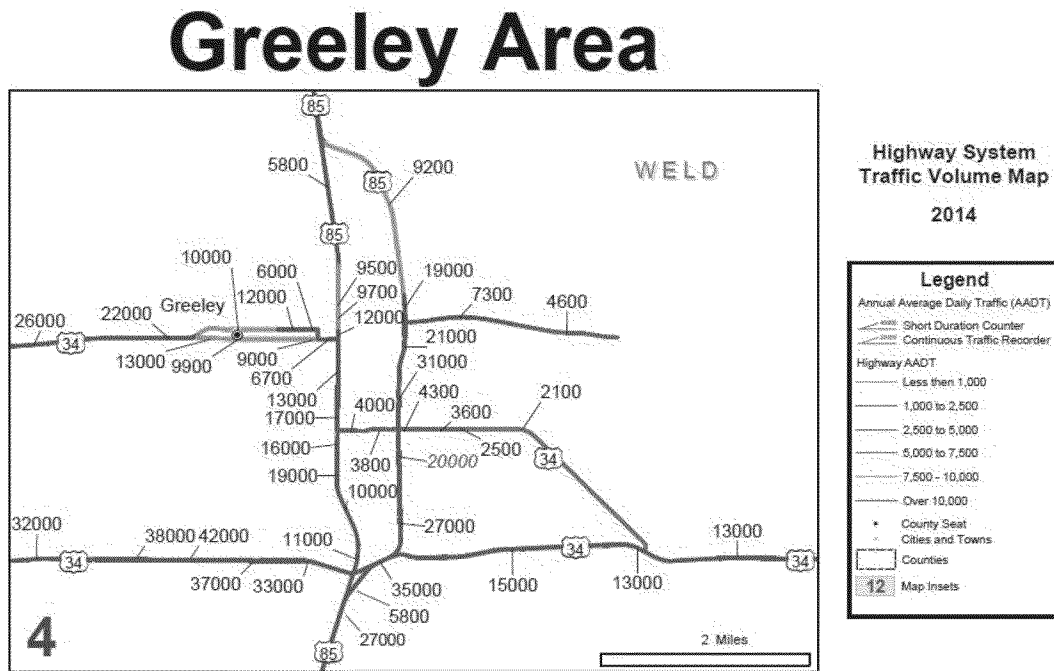 Greeley Area
85
5800
85
9200
WELD
85
10000
6000
9500
19000
Greeley
12000
9700
7300
4600
22000
12000
26000
34
21000
13000
9900
9000
6700
31000
13000
4000
4300
3600
2100
17000
16000
3800
20000
2500
34
19000
10000
32000
38000
42000
11000
27000
13000
34
34
34
37000
33000
35000
15000
13000
5800
27000
4
85
2 Miles
Highway System
Traffic Volume Map
2014
Legend
Annual Average Daily Traffic (AADT)
Short Duration Counter
Continuous Traffic Recorder
Highway AADT
Less then 1,000
1,000 to 2,500
2,500 to 5,000
5,000 to 7,500
7,500 - 10,000
Over 10,000
County Seat
Cities and Towns
Counties
12 Map Insets